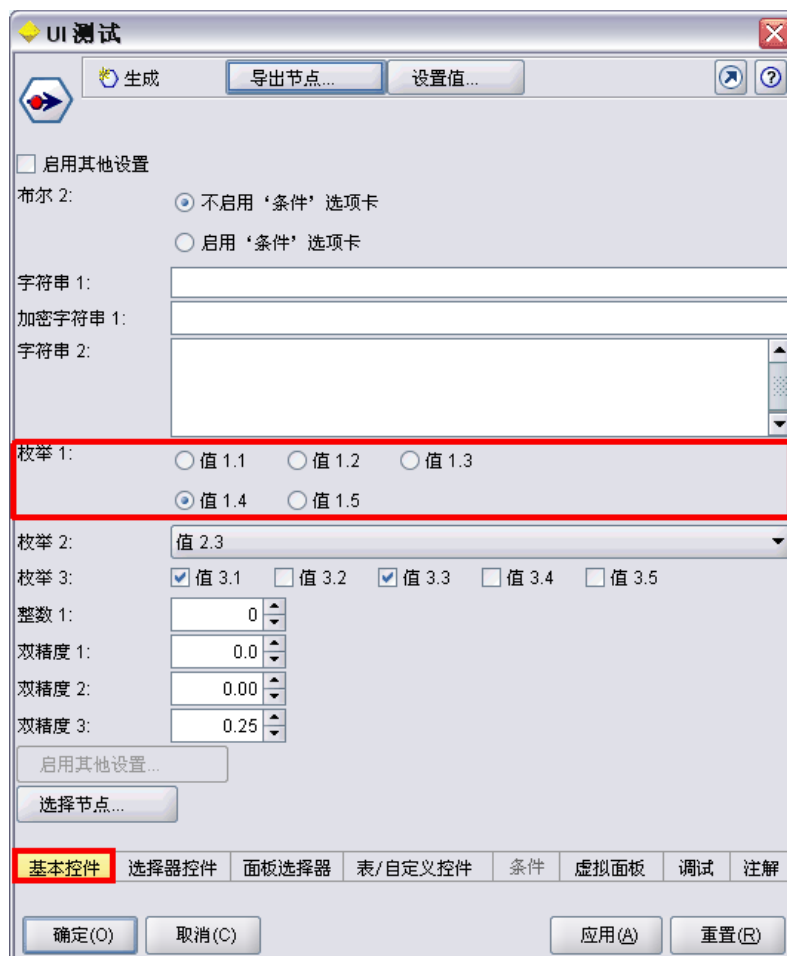 UI 测试
生成 导出节点... 设置值...
启用其他设置
布尔 2: 不启用‘条件’选项卡
启用‘条件’选项卡
字符串 1:
加密字符串 1:
字符串 2:
枚举 1: 值 1.1 值 1.2 值 1.3
值 1.4 值 1.5
枚举 2: 值 2.3
枚举 3: 值 3.1 值 3.2 值 3.3 值 3.4 值 3.5
整数 1: 0
双精度 1: 0.0
双精度 2: 0.00
双精度 3: 0.25
启用其他设置...
选择节点...
基本控件 选择器控件 面板选择器 表/自定义控件 条件 虚拟面板 调试 注解
确定(O) 取消(C) 应用(A) 重置(R)